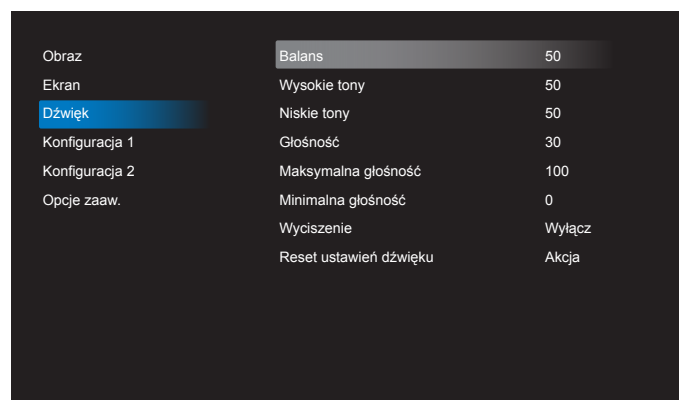 Obraz
Ekran
Dźwięk
Konfiguracja 1
Konfiguracja 2
Opcje zaaw.
Balans 50
Wysokie tony 50
Niskie tony 50
Głośność 30
Maksymalna głośność 100
Minimalna głośność 0
Wyciszenie Wyłącz
Reset ustawień dźwięku Akcja